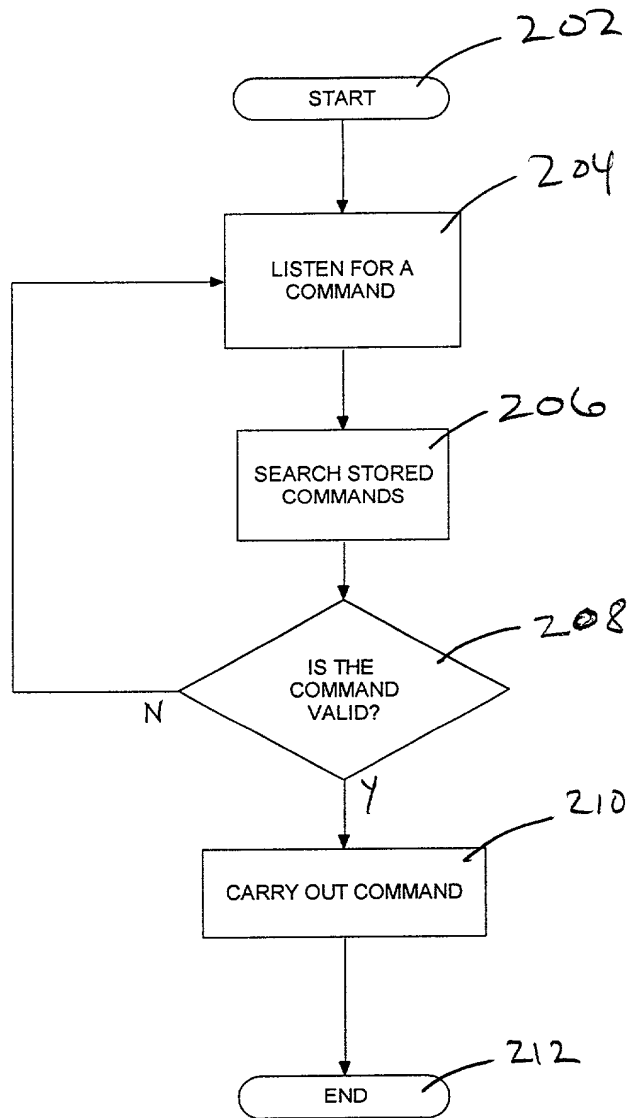 202
START
204
LISTEN FOR A
COMMAND
206
SEARCH STORED
COMMANDS
208
IS THE
COMMAND
VALID?
N
Y
210
CARRY OUT COMMAND
212
END